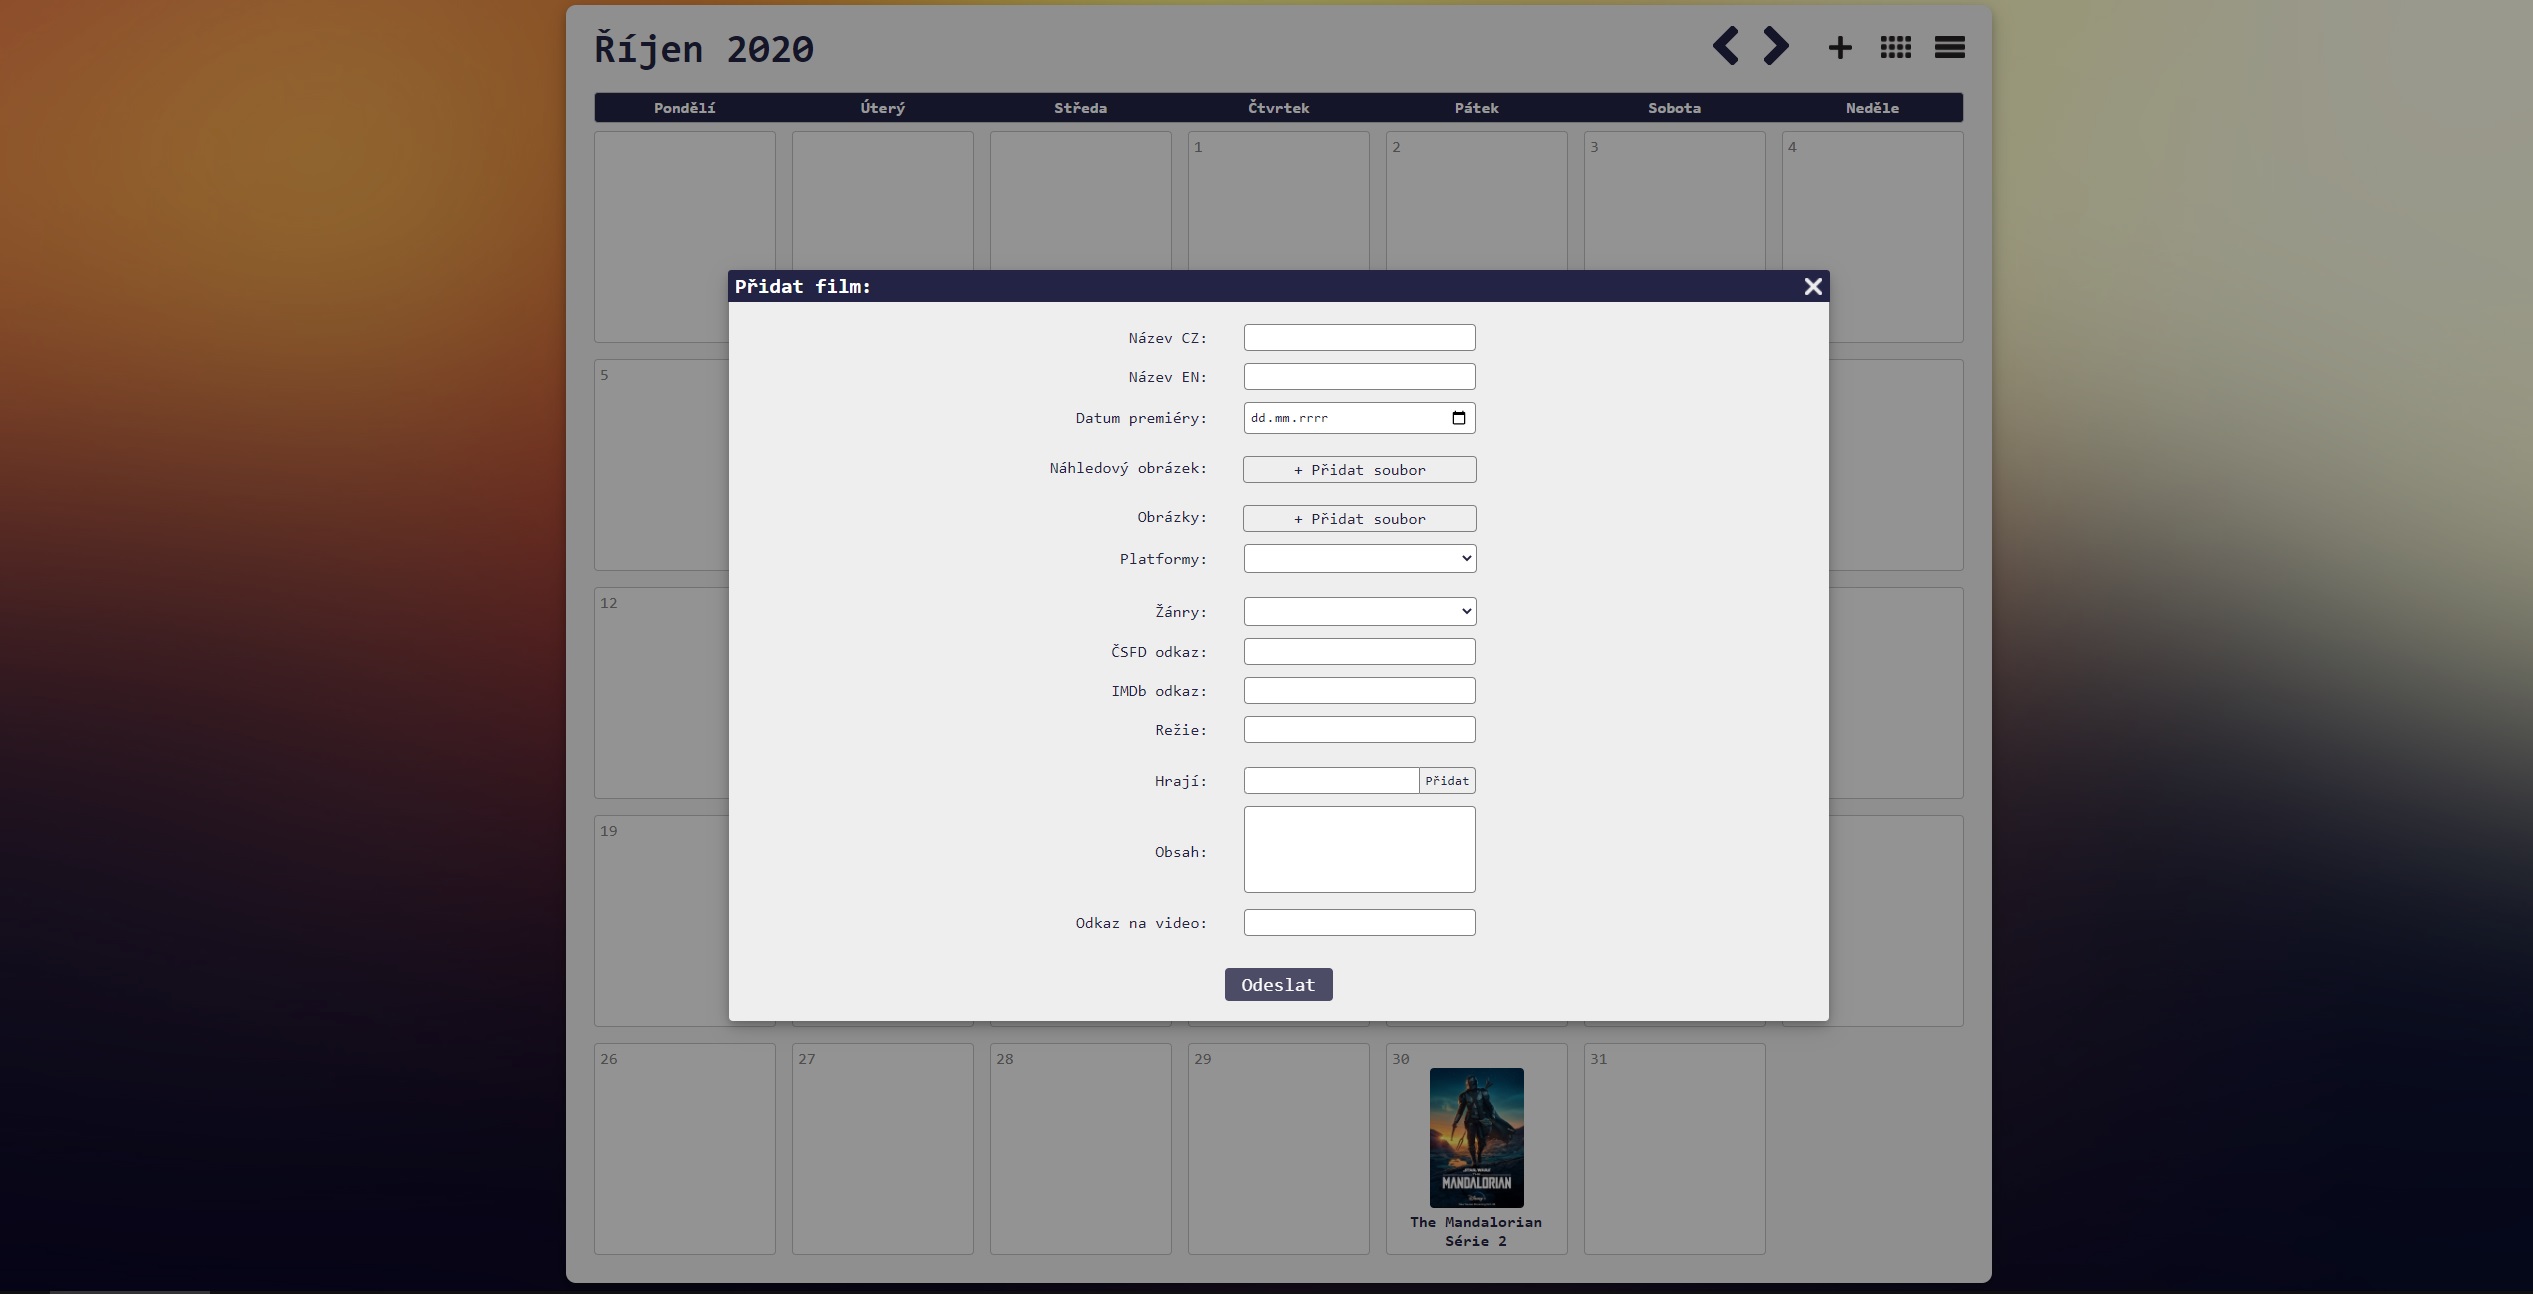 Říjen 2020
Pondělí Úterý Středa Čtvrtek Pátek Sobota Neděle
1 2 3 4
Přidat film:
Název CZ:
Název EN:
5
Datum premiéry: dd.mm.rrrr
Náhledový obrázek: + Přidat soubor
Obrázky: + Přidat soubor
Platformy:
12
Žánry:
ČSFD odkaz:
IMDb odkaz:
Režie:
Hrají: Přidat
19
Obsah:
Odkaz na video:
Odeslat
26 27 28 29 30 31
STAR WARS
MANDALORIAN
Disney+
The Mandalorian
Série 2